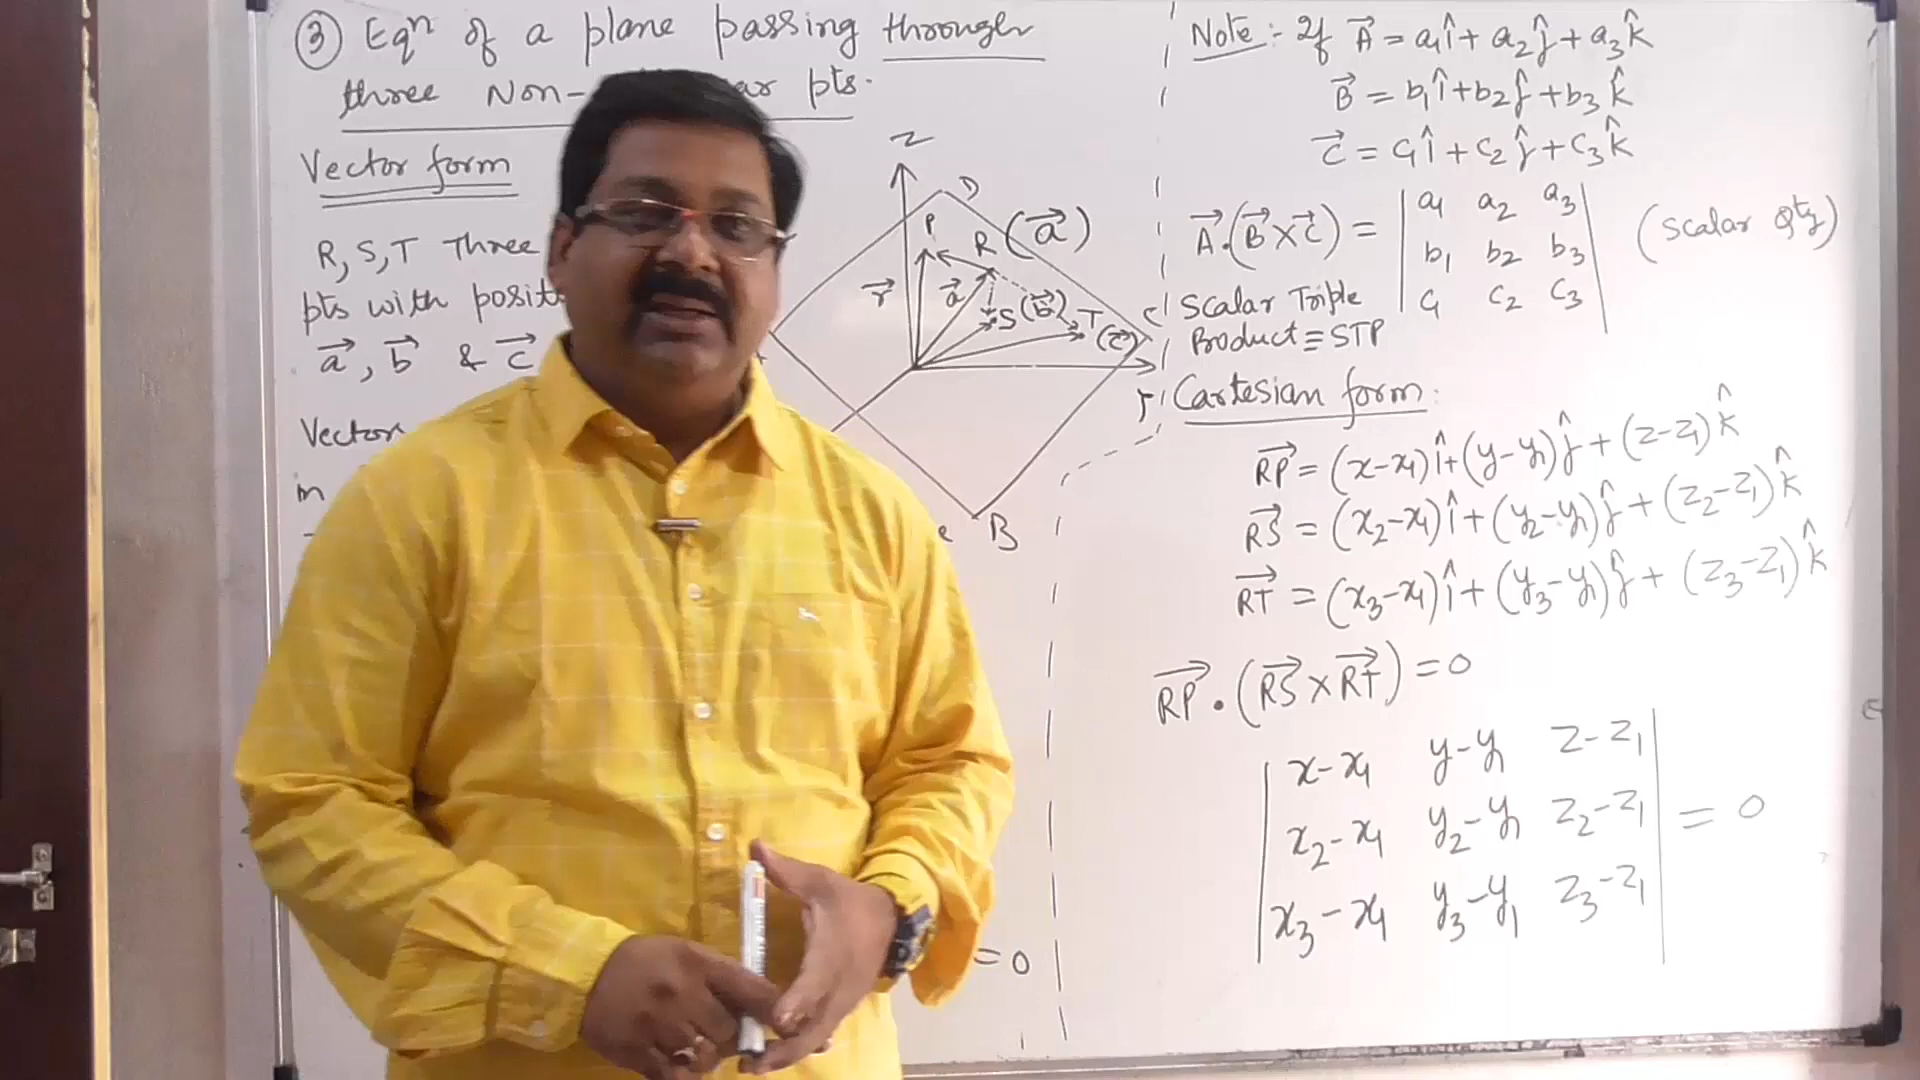 ③ Eqⁿ of a plane passing through
three Non- ar pts.
Vector form
R, S, T Three
pts with posit
a⃗, b⃗ & c⃗
Vector
in
Z
D
P
R (a⃗)
r⃗
a⃗
S (b⃗)
T (c⃗)
C
Y
B
= 0
Note :- If A⃗ = a₁î + a₂ĵ + a₃k̂
B⃗ = b₁î + b₂ĵ + b₃k̂
C⃗ = c₁î + c₂ĵ + c₃k̂
A⃗ . (B⃗ × C⃗) = | a₁ a₂ a₃ | (Scalar Qty)
| b₁ b₂ b₃ |
| c₁ c₂ c₃ |
Scalar Triple
Product ≡ STP
Cartesian form :
RP⃗ = (x-x₁)î + (y-y₁)ĵ + (z-z₁)k̂
RS⃗ = (x₂-x₁)î + (y₂-y₁)ĵ + (z₂-z₁)k̂
RT⃗ = (x₃-x₁)î + (y₃-y₁)ĵ + (z₃-z₁)k̂
RP⃗ . (RS⃗ × RT⃗) = 0
| x-x₁ y-y₁ z-z₁ |
| x₂-x₁ y₂-y₁ z₂-z₁ | = 0
| x₃-x₁ y₃-y₁ z₃-z₁ |